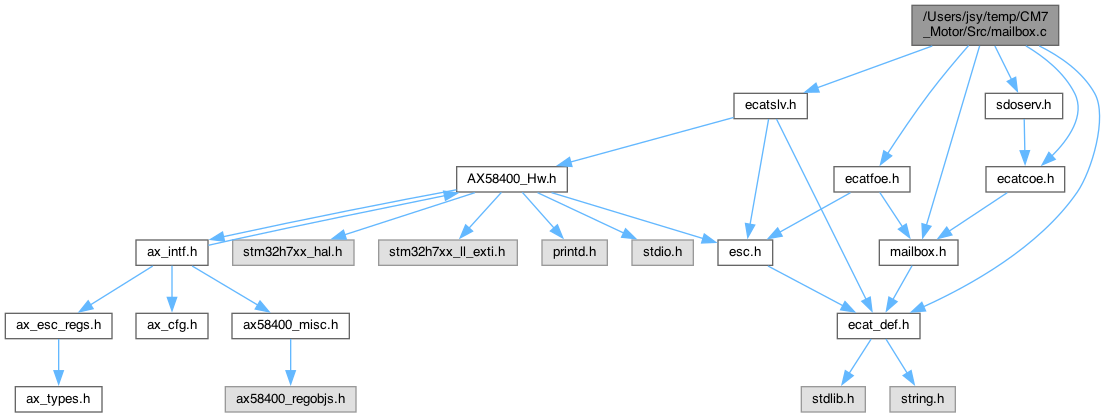 /Users/jsy/temp/CM7
_Motor/Src/mailbox.c
ecatslv.h
sdoserv.h
AX58400_Hw.h
ecatfoe.h
ecatcoe.h
ax_intf.h
stm32h7xx_hal.h
stm32h7xx_ll_exti.h
printd.h
stdio.h
esc.h
mailbox.h
ax_esc_regs.h
ax_cfg.h
ax58400_misc.h
ecat_def.h
ax_types.h
ax58400_regobjs.h
stdlib.h
string.h